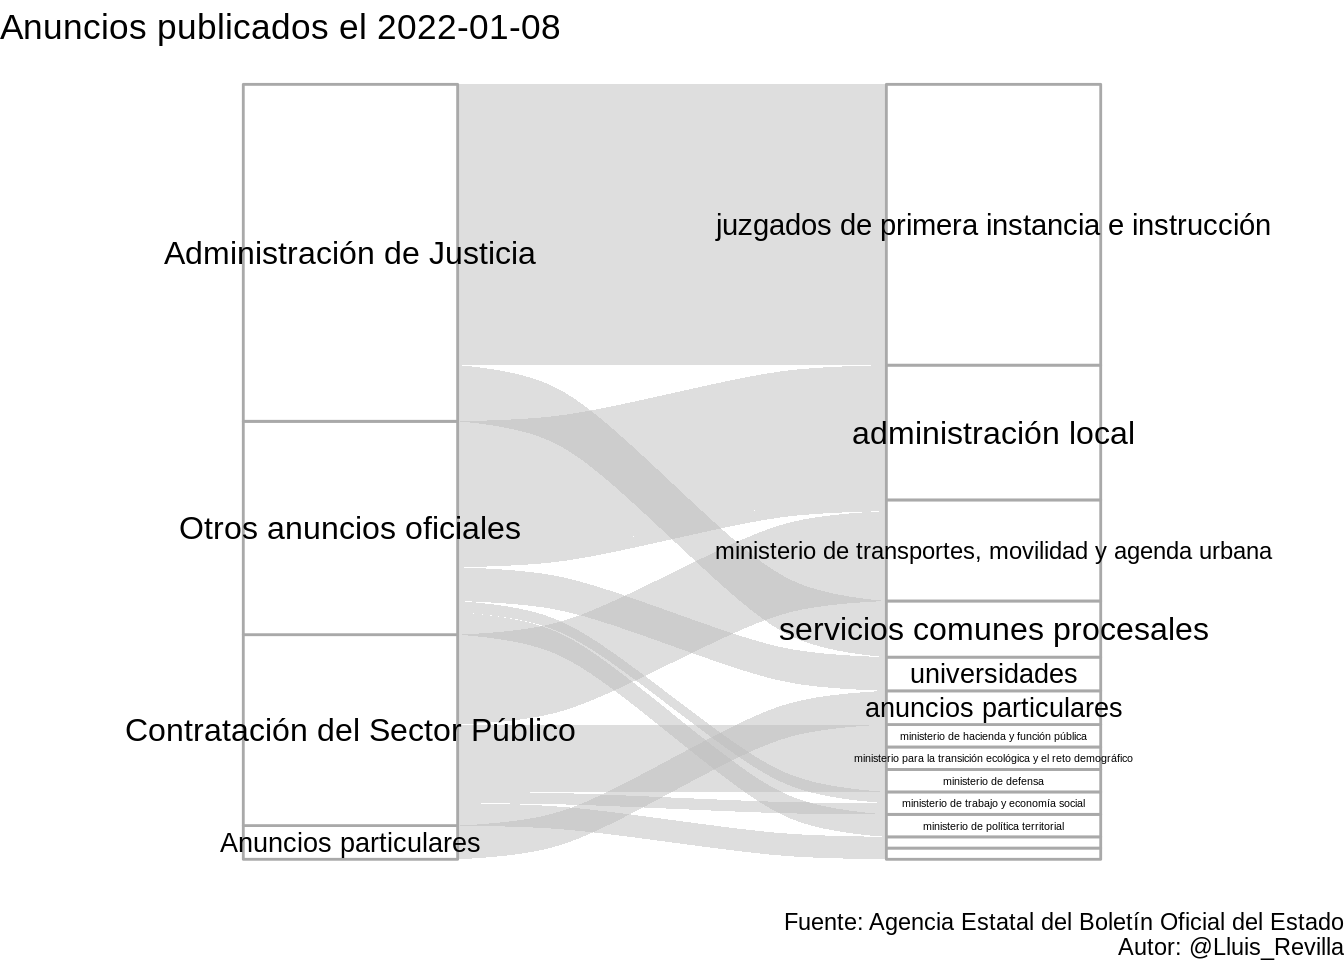 Anuncios publicados el 2022-01-08
Administración de Justicia
Otros anuncios oficiales
Contratación del Sector Público
Anuncios particulares
juzgados de primera instancia e instrucción
administración local
ministerio de transportes, movilidad y agenda urbana
servicios comunes procesales
universidades
anuncios particulares
ministerio de hacienda y función pública
ministerio para la transición ecológica y el reto demográfico
ministerio de defensa
ministerio de trabajo y economía social
ministerio de política territorial
Fuente: Agencia Estatal del Boletín Oficial del Estado
Autor: @Lluis_Revilla